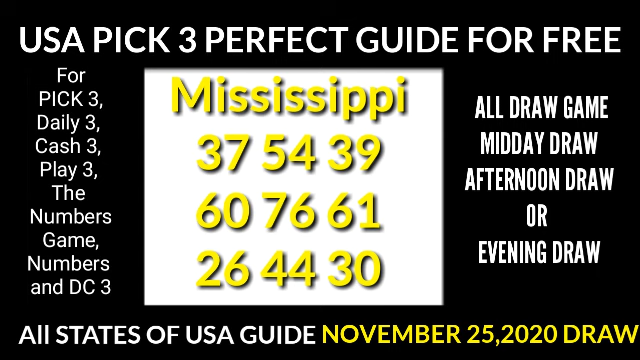 USA PICK 3 PERFECT GUIDE FOR FREE
For
PICK 3,
Daily 3,
Cash 3,
Play 3,
The
Numbers
Game,
Numbers
and DC 3
Mississippi
37 54 39
60 76 61
26 44 30
ALL DRAW GAME
MIDDAY DRAW
AFTERNOON DRAW
OR
EVENING DRAW
All STATES OF USA GUIDE NOVEMBER 25,2020 DRAW